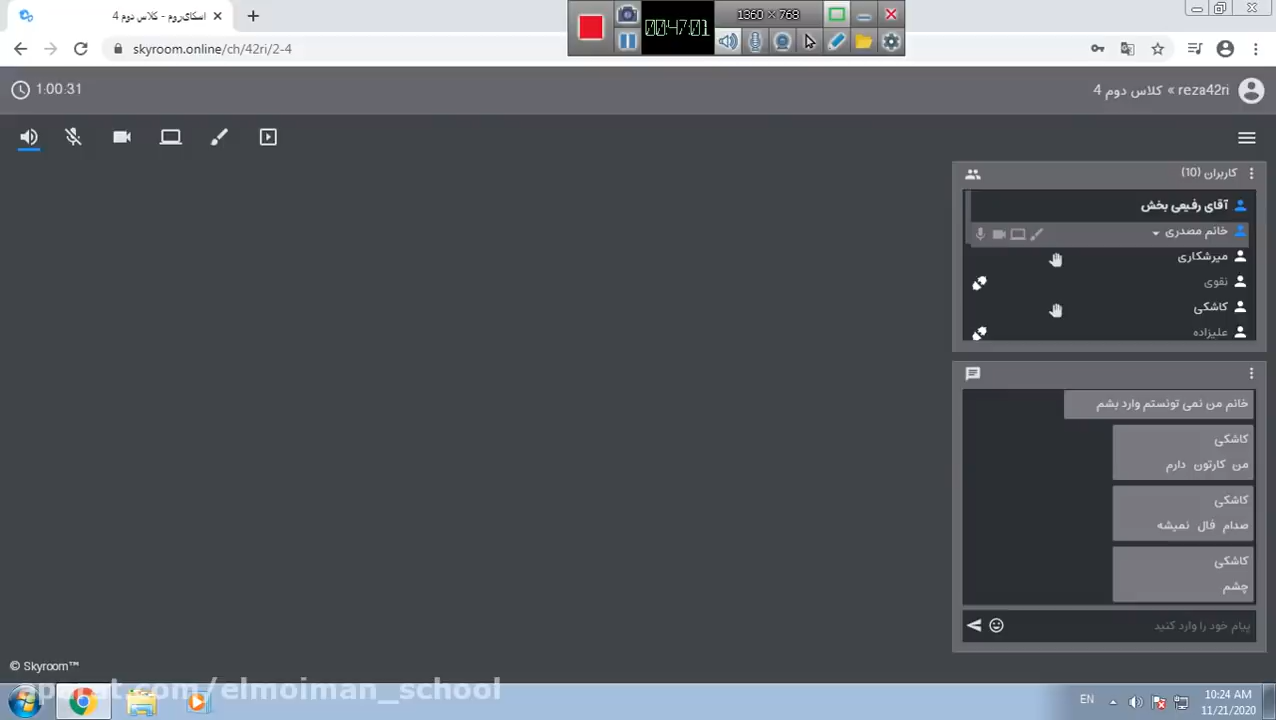 اسکای‌روم - کلاس دوم 4
00:47:01
1360 × 768
skyroom.online/ch/42ri/2-4
1:00:31
reza42ri » کلاس دوم 4
کاربران (10)
آقای رفیعی بخش
خانم مصدری
میرشکاری
نقوی
کاشکی
علیزاده
خانم من نمی تونستم وارد بشم
کاشکی
من کارتون دارم
کاشکی
صدام فال نمیشه
کاشکی
چشم
پیام خود را وارد کنید
© Skyroom™
aparat.com/elmoiman_school
EN
10:24 AM
11/21/2020